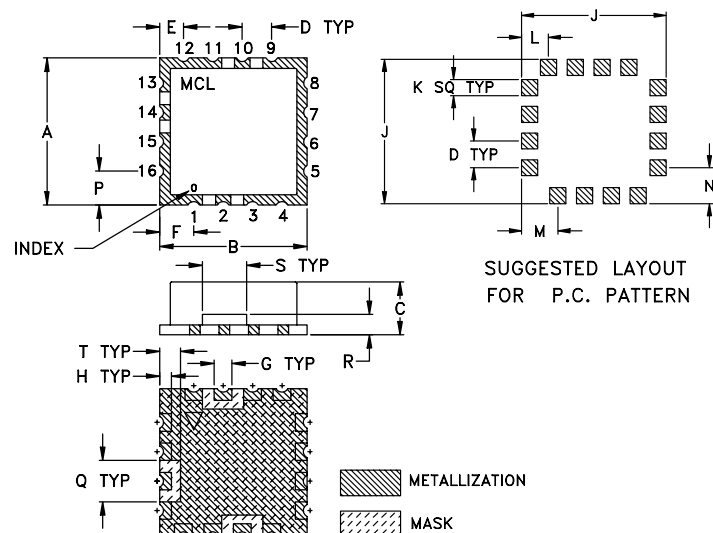 E
D TYP
12 11 10 9
13
14
15
16
MCL
8
7
6
5
A
P
0
1 2 3 4
INDEX
F
B
S TYP
C
R
T TYP
H TYP
G TYP
Q TYP
J
L
K SQ TYP
J
D TYP
N
M
SUGGESTED LAYOUT
FOR P.C. PATTERN
METALLIZATION
MASK